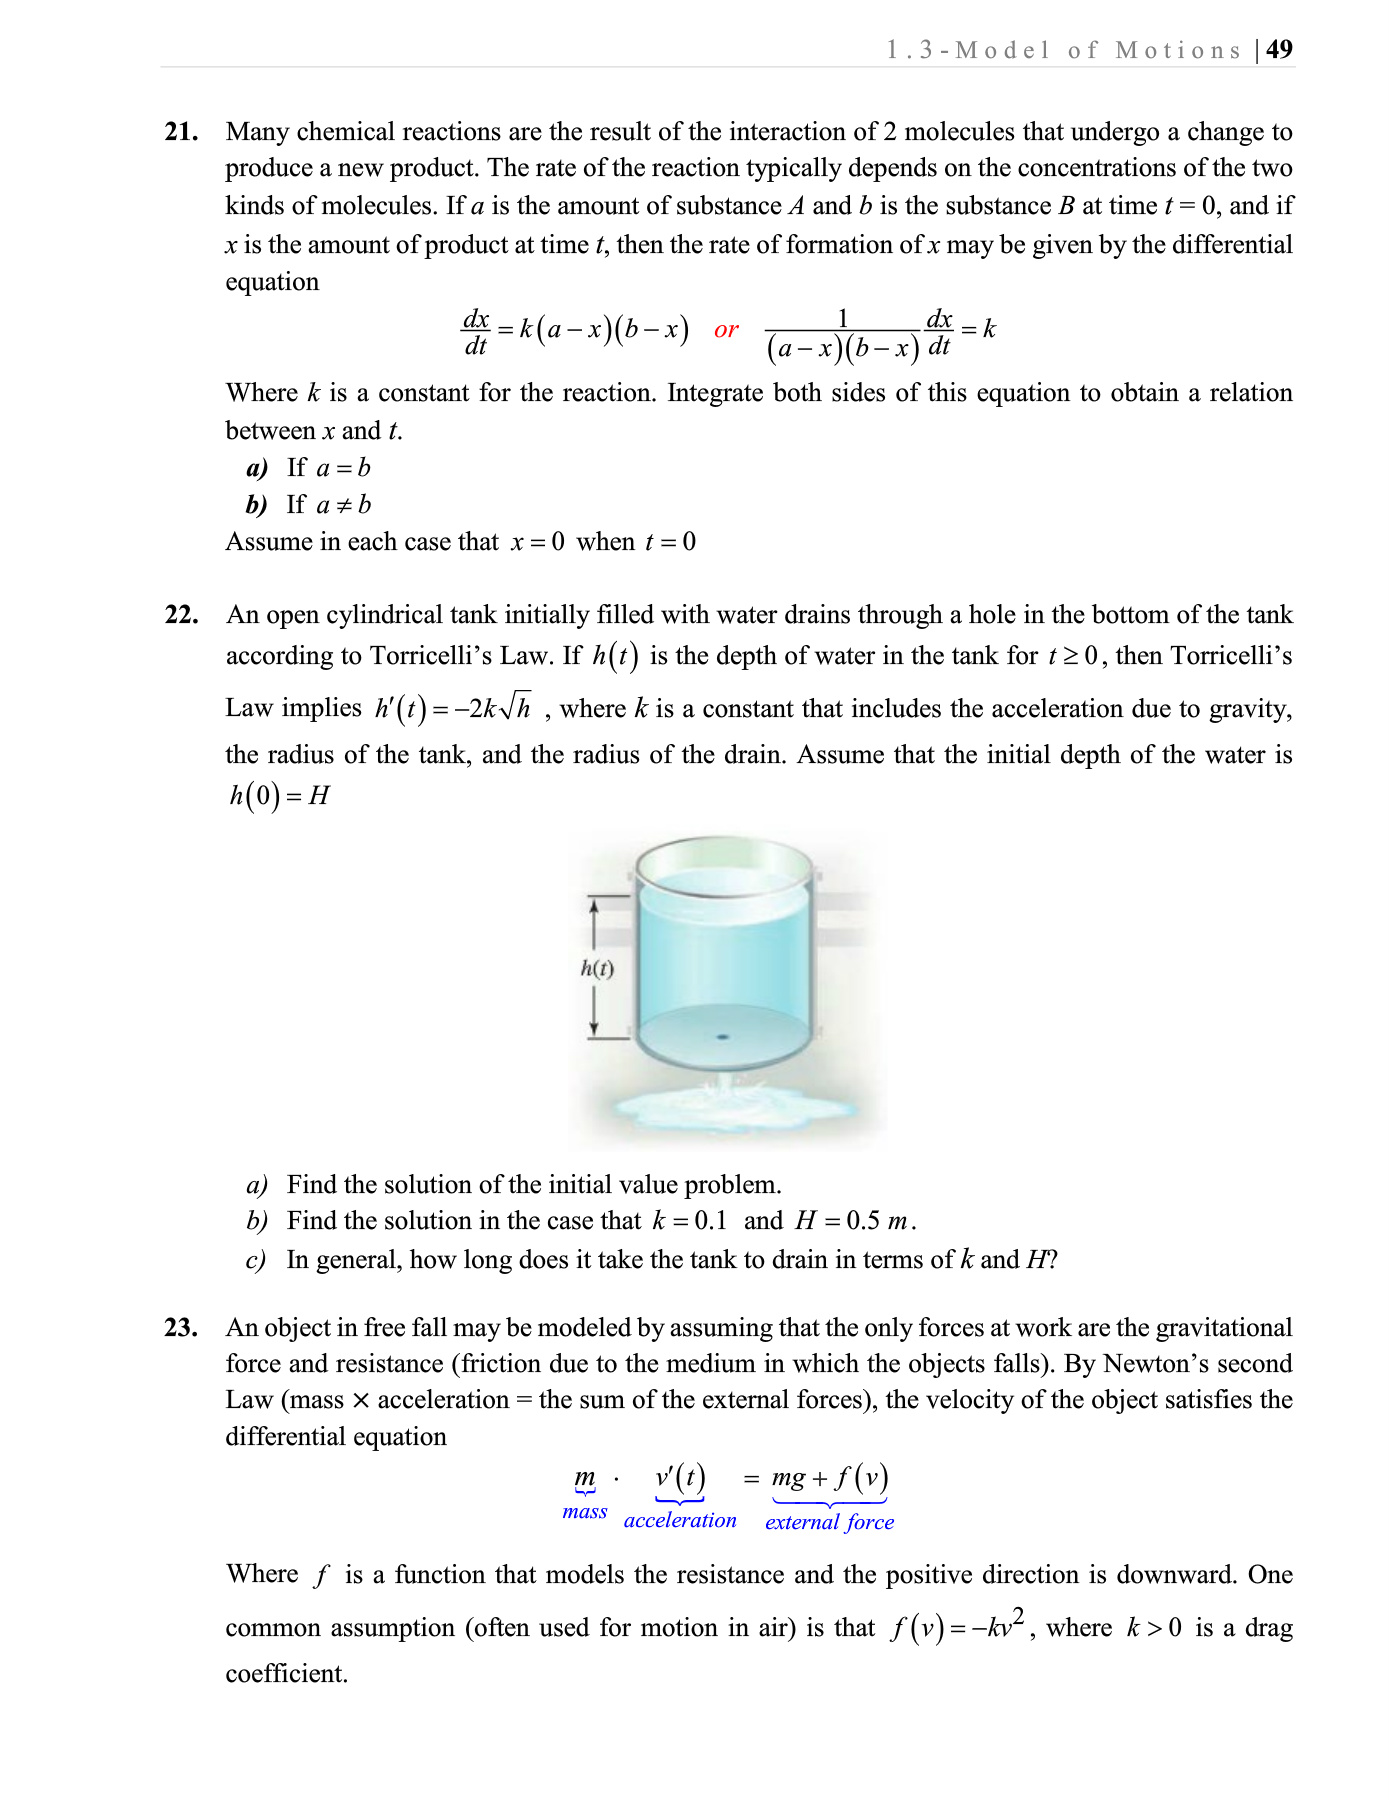 1.3-Model of Motions | 49
21. Many chemical reactions are the result of the interaction of 2 molecules that undergo a change to
produce a new product. The rate of the reaction typically depends on the concentrations of the two
kinds of molecules. If a is the amount of substance A and b is the substance B at time t = 0, and if
x is the amount of product at time t, then the rate of formation of x may be given by the differential
equation
dx/dt = k(a − x)(b − x) or 1/((a − x)(b − x)) dx/dt = k
Where k is a constant for the reaction. Integrate both sides of this equation to obtain a relation
between x and t.
a) If a = b
b) If a ≠ b
Assume in each case that x = 0 when t = 0
22. An open cylindrical tank initially filled with water drains through a hole in the bottom of the tank
according to Torricelli’s Law. If h(t) is the depth of water in the tank for t ≥ 0, then Torricelli’s
Law implies h′(t) = −2k√h , where k is a constant that includes the acceleration due to gravity,
the radius of the tank, and the radius of the drain. Assume that the initial depth of the water is
h(0) = H
h(t)
a) Find the solution of the initial value problem.
b) Find the solution in the case that k = 0.1 and H = 0.5 m.
c) In general, how long does it take the tank to drain in terms of k and H?
23. An object in free fall may be modeled by assuming that the only forces at work are the gravitational
force and resistance (friction due to the medium in which the objects falls). By Newton’s second
Law (mass × acceleration = the sum of the external forces), the velocity of the object satisfies the
differential equation
m · v′(t) = mg + f(v)
mass acceleration external force
Where f is a function that models the resistance and the positive direction is downward. One
common assumption (often used for motion in air) is that f(v) = −kv², where k > 0 is a drag
coefficient.